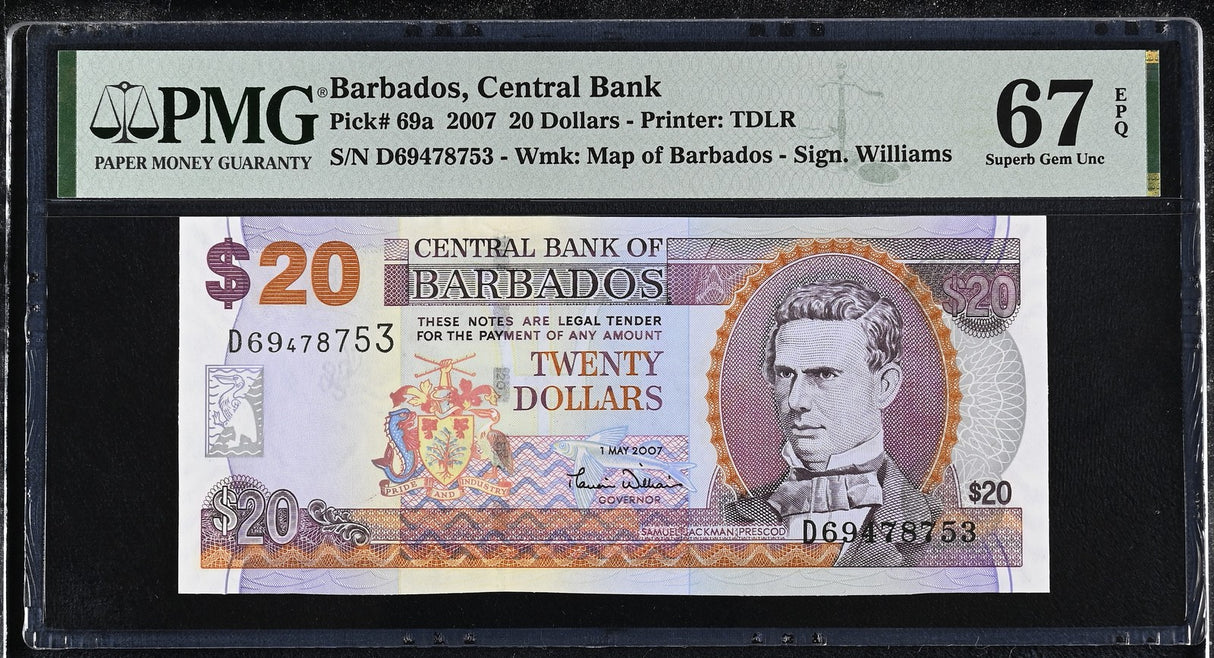 PMG®
PAPER MONEY GUARANTY
Barbados, Central Bank
Pick# 69a 2007 20 Dollars - Printer: TDLR
S/N D69478753 - Wmk: Map of Barbados - Sign. Williams
67
EPQ
Superb Gem Unc
$20
CENTRAL BANK OF
BARBADOS
$20
D69478753
THESE NOTES ARE LEGAL TENDER
FOR THE PAYMENT OF ANY AMOUNT
TWENTY
DOLLARS
1 MAY 2007
GOVERNOR
PRIDE AND INDUSTRY
$20
$20
SAMUEL JACKMAN PRESCOD
D69478753